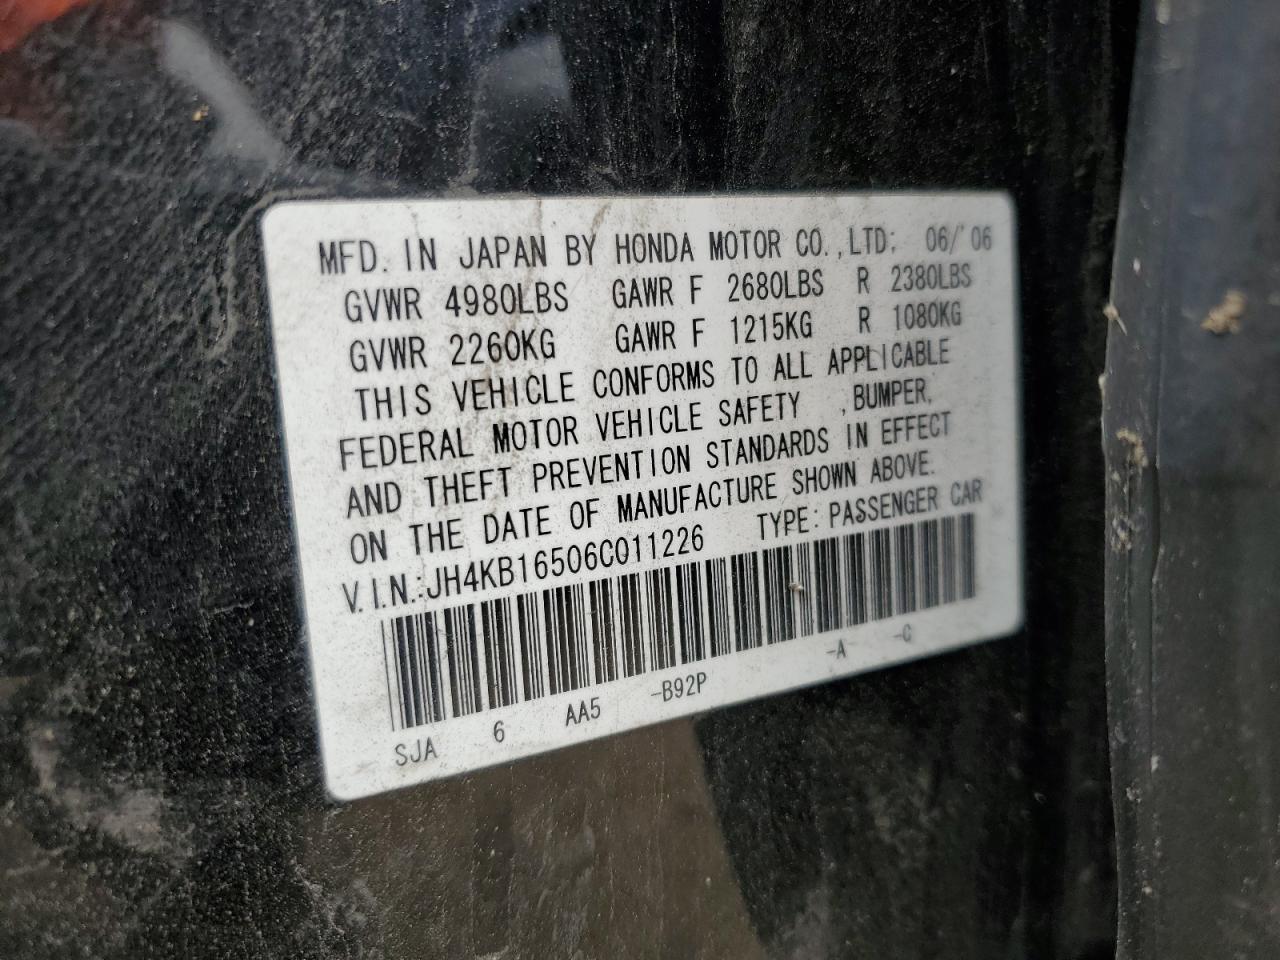 MFD. IN JAPAN BY HONDA MOTOR CO.,LTD: 06/'06
GVWR 4980LBS GAWR F 2680LBS R 2380LBS
GVWR 2260KG GAWR F 1215KG R 1080KG
THIS VEHICLE CONFORMS TO ALL APPLICABLE
FEDERAL MOTOR VEHICLE SAFETY ,BUMPER,
AND THEFT PREVENTION STANDARDS IN EFFECT
ON THE DATE OF MANUFACTURE SHOWN ABOVE.
V.I.N.:JH4KB16506C011226 TYPE:PASSENGER CAR
SJA 6 AA5 -B92P -A -C